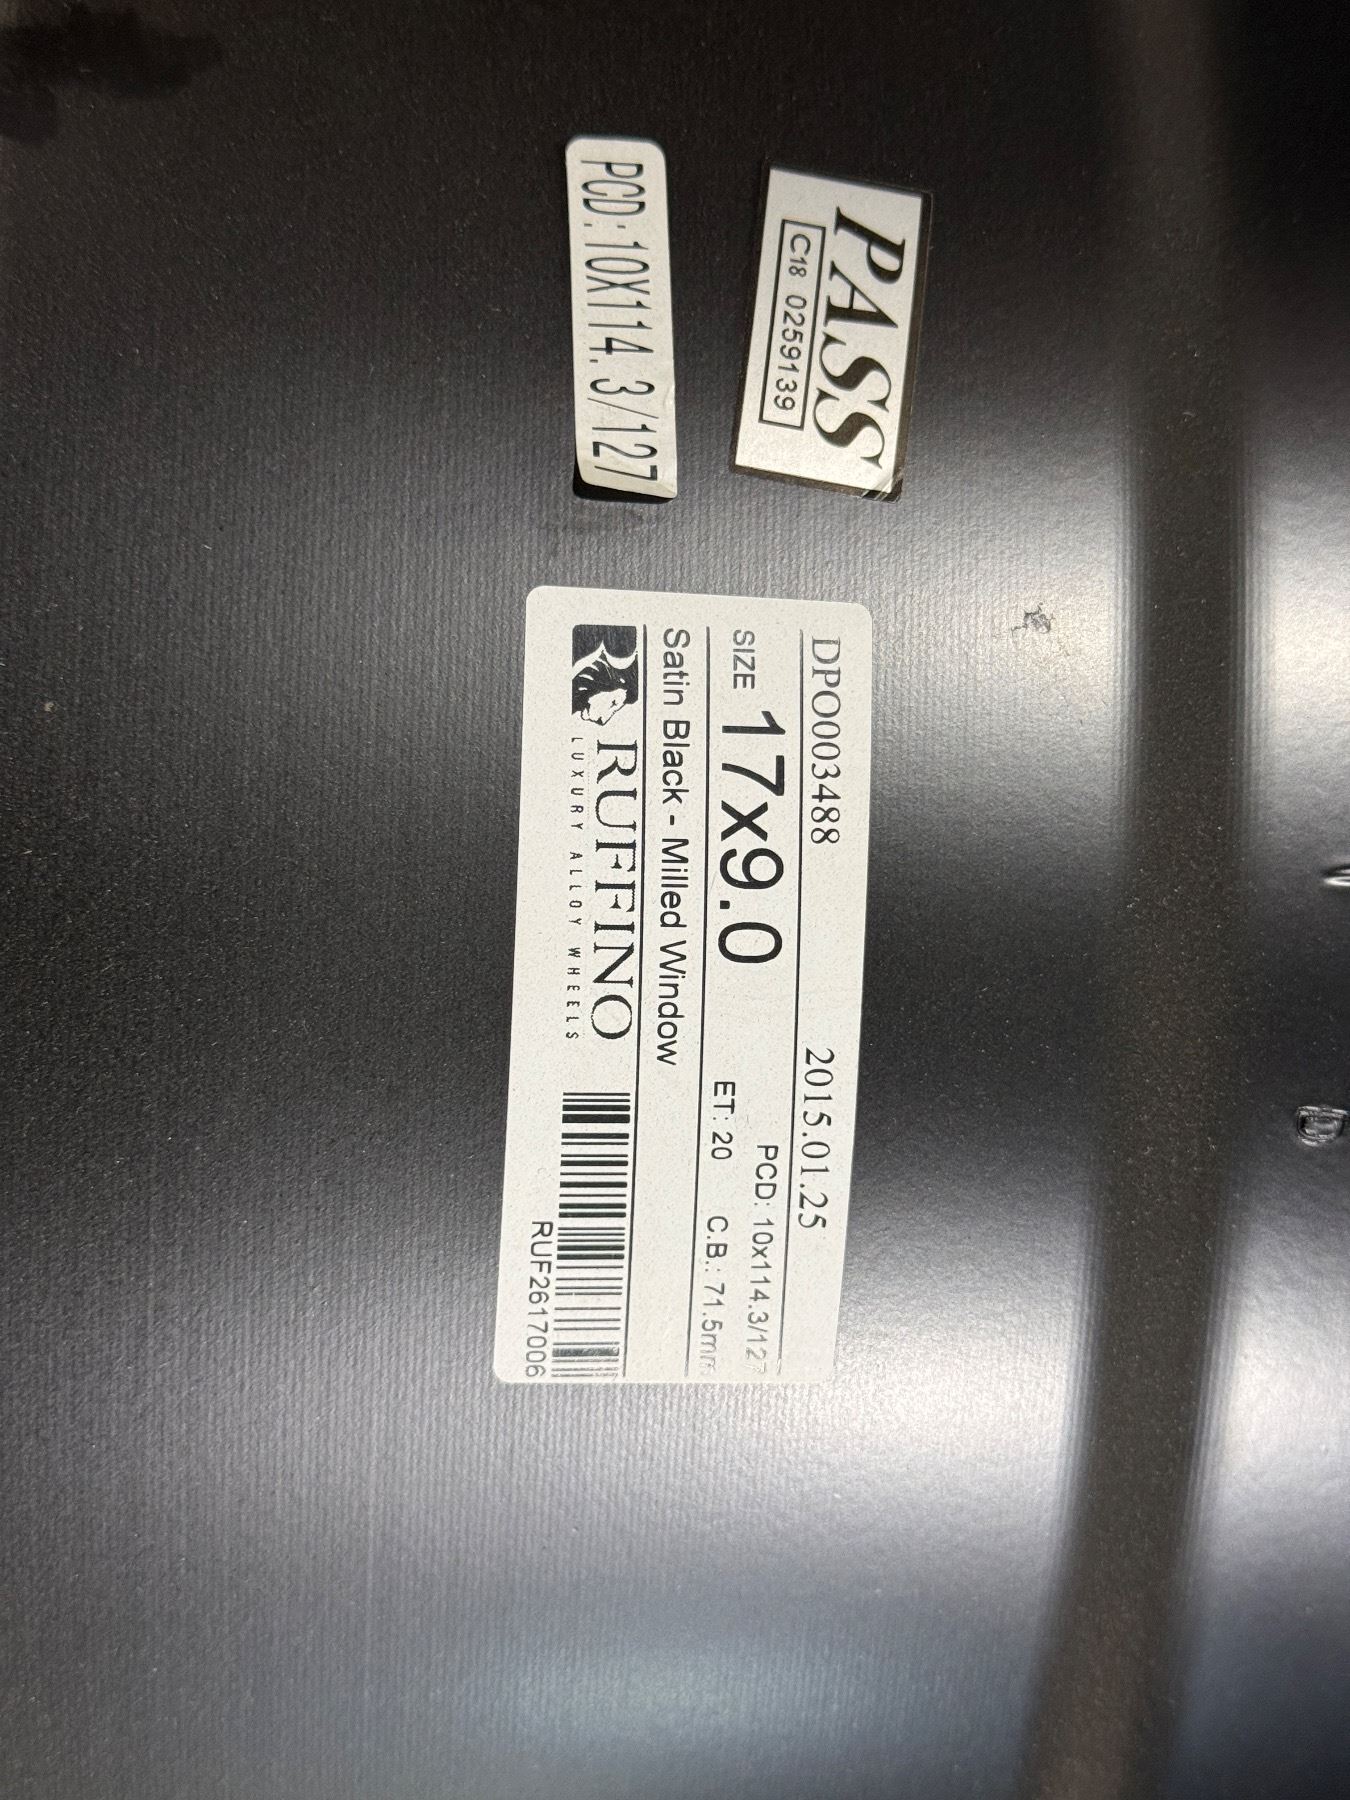 PASS
C18 0259139
PCD: 10X114.3/127
DPO003488 2015.01.25
SIZE 17x9.0 PCD: 10x114.3/127
ET: 20 C.B.: 71.5mm
Satin Black - Milled Window
RUFFINO
LUXURY ALLOY WHEELS
RUF2617006